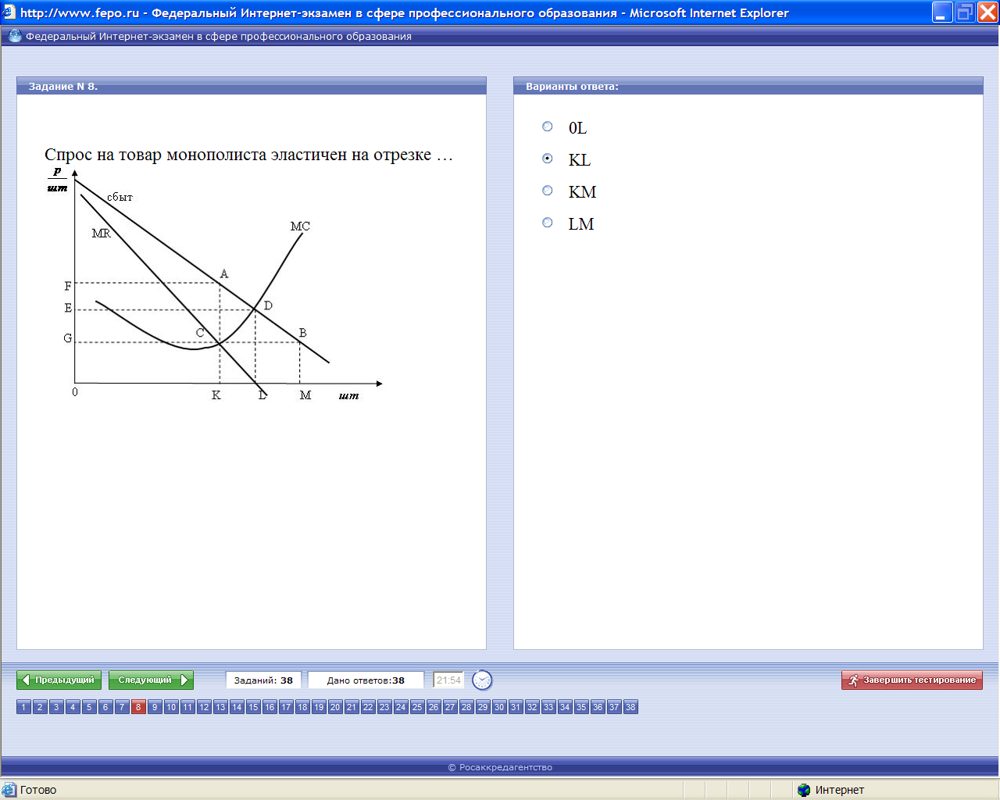 http://www.fepo.ru - Федеральный Интернет-экзамен в сфере профессионального образования - Microsoft Internet Explorer
Федеральный Интернет-экзамен в сфере профессионального образования
Задание N 8.
Спрос на товар монополиста эластичен на отрезке …
р
шт
сбыт
MR
MC
A
F
D
E
C
B
G
0
K
L
M
шт
Варианты ответа:
0L
KL
KM
LM
Предыдущий
Следующий
Заданий: 38
Дано ответов:38
21:54
Завершить тестирование
1 2 3 4 5 6 7 8 9 10 11 12 13 14 15 16 17 18 19 20 21 22 23 24 25 26 27 28 29 30 31 32 33 34 35 36 37 38
© Росаккредагентство
Готово
Интернет